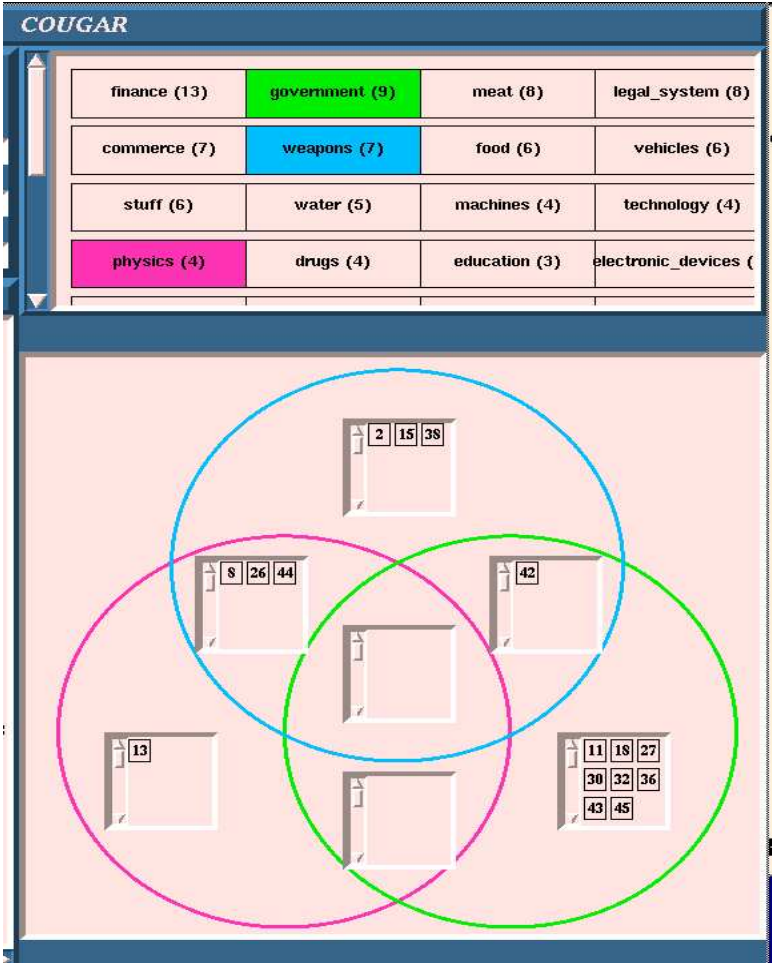 COUGAR
finance (13) government (9) meat (8) legal_system (8)
commerce (7) weapons (7) food (6) vehicles (6)
stuff (6) water (5) machines (4) technology (4)
physics (4) drugs (4) education (3) electronic_devices (
2 15 38
8 26 44
42
13
11 18 27
30 32 36
43 45